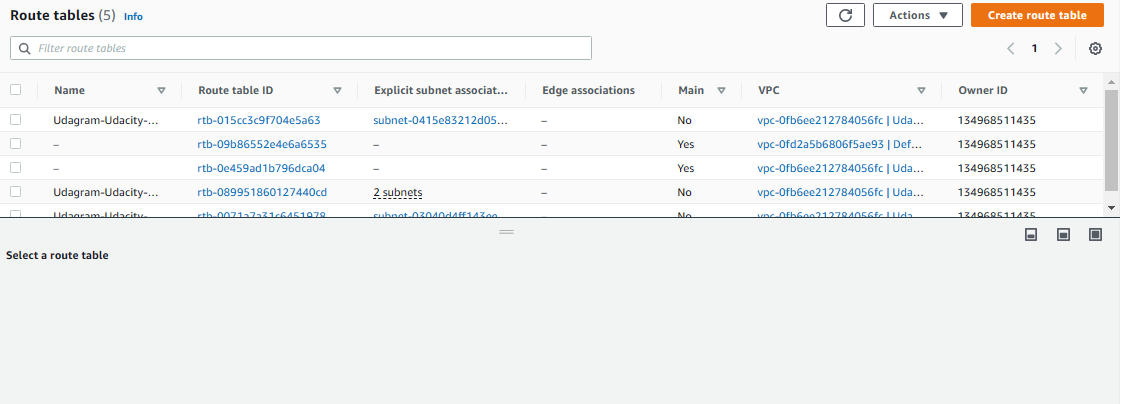 Route tables (5) Info
Actions
Create route table
Filter route tables
1
Name Route table ID Explicit subnet associat... Edge associations Main VPC Owner ID
Udagram-Udacity-... rtb-015cc3c9f704e5a63 subnet-0415e83212d05... – No vpc-0fb6ee212784056fc | Uda... 134968511435
– rtb-09b86552e4e6a6535 – – Yes vpc-0fd2a5b6806f5ae93 | Def... 134968511435
– rtb-0e459ad1b796dca04 – – Yes vpc-0fb6ee212784056fc | Uda... 134968511435
Udagram-Udacity-... rtb-089951860127440cd 2 subnets – No vpc-0fb6ee212784056fc | Uda... 134968511435
Udagram-Udacity-... rtb-0071a7a31c6451978 subnet-03040d4ff143ee... – No vpc-0fb6ee212784056fc | Uda... 134968511435
Select a route table